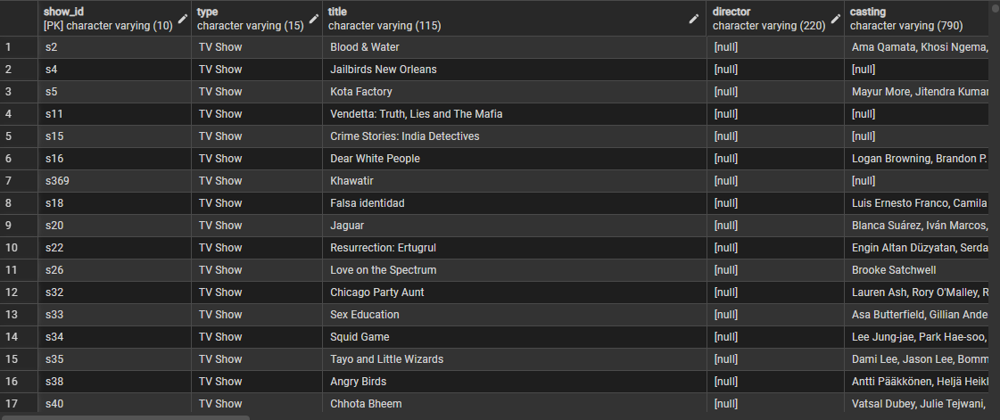 show_id type title director casting
[PK] character varying (10) character varying (15) character varying (115) character varying (220) character varying (790)
1 s2 TV Show Blood & Water [null] Ama Qamata, Khosi Ngema,
2 s4 TV Show Jailbirds New Orleans [null] [null]
3 s5 TV Show Kota Factory [null] Mayur More, Jitendra Kumar
4 s11 TV Show Vendetta: Truth, Lies and The Mafia [null] [null]
5 s15 TV Show Crime Stories: India Detectives [null] [null]
6 s16 TV Show Dear White People [null] Logan Browning, Brandon P.
7 s369 TV Show Khawatir [null] [null]
8 s18 TV Show Falsa identidad [null] Luis Ernesto Franco, Camila
9 s20 TV Show Jaguar [null] Blanca Suárez, Iván Marcos,
10 s22 TV Show Resurrection: Ertugrul [null] Engin Altan Düzyatan, Serda
11 s26 TV Show Love on the Spectrum [null] Brooke Satchwell
12 s32 TV Show Chicago Party Aunt [null] Lauren Ash, Rory O'Malley, R
13 s33 TV Show Sex Education [null] Asa Butterfield, Gillian Ande
14 s34 TV Show Squid Game [null] Lee Jung-jae, Park Hae-soo,
15 s35 TV Show Tayo and Little Wizards [null] Dami Lee, Jason Lee, Bomm
16 s38 TV Show Angry Birds [null] Antti Pääkkönen, Heljä Heikl
17 s40 TV Show Chhota Bheem [null] Vatsal Dubey, Julie Tejwani,